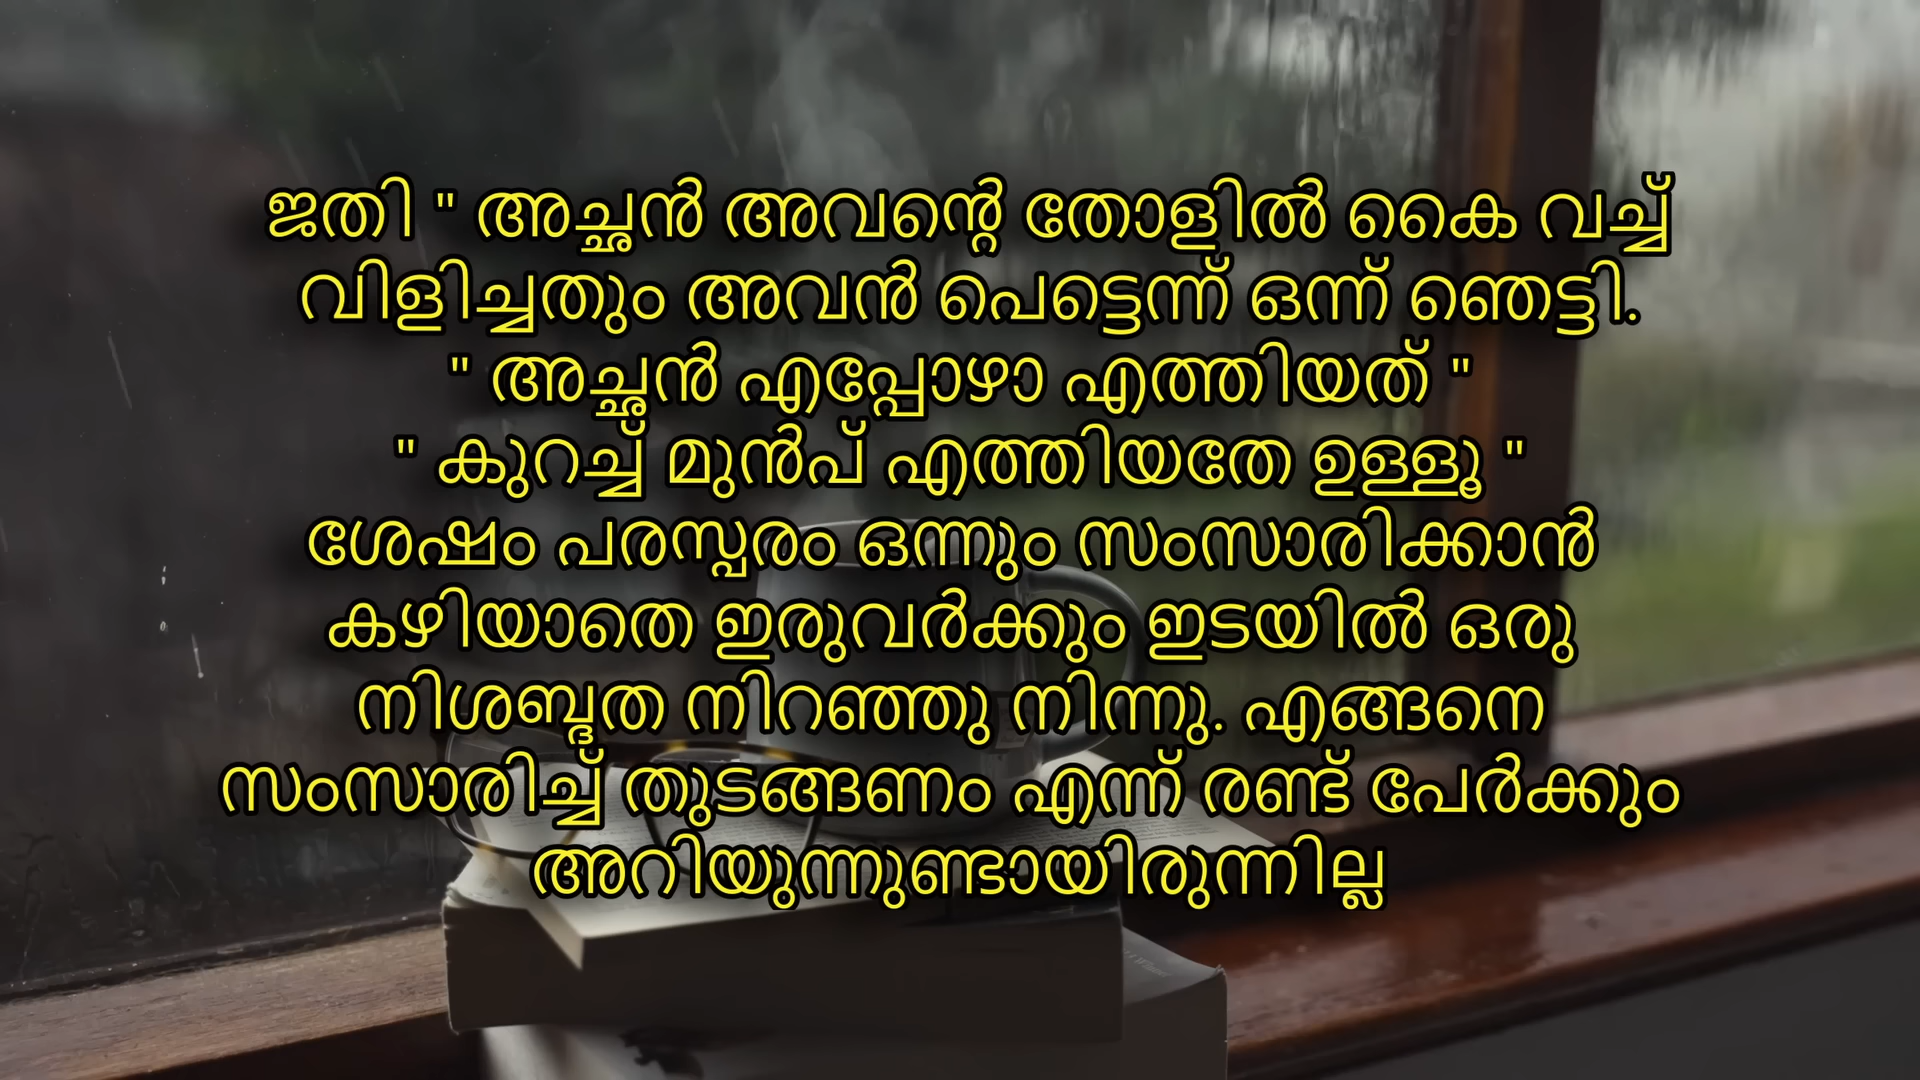 ജതി " അച്ഛൻ അവന്റെ തോളിൽ കൈ വച്ച്
വിളിച്ചതും അവൻ പെട്ടെന്ന് ഒന്ന് ഞെട്ടി.
" അച്ഛൻ എപ്പോഴാ എത്തിയത് "
" കുറച്ച് മുൻപ് എത്തിയതേ ഉള്ളൂ "
ശേഷം പരസ്പരം ഒന്നും സംസാരിക്കാൻ
കഴിയാതെ ഇരുവർക്കും ഇടയിൽ ഒരു
നിശബ്ദത നിറഞ്ഞു നിന്നു. എങ്ങനെ
സംസാരിച്ച് തുടങ്ങണം എന്ന് രണ്ട് പേർക്കും
അറിയുന്നുണ്ടായിരുന്നില്ല